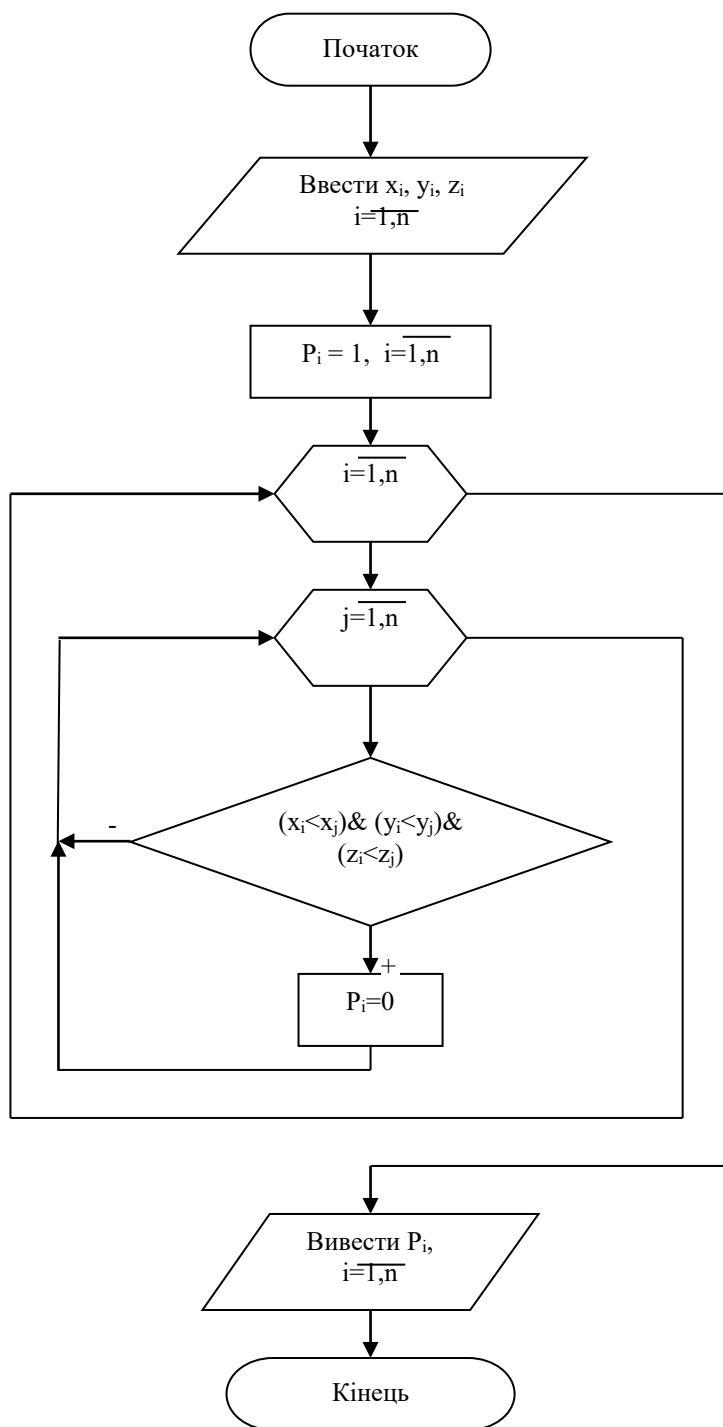 Початок
Ввести xᵢ, yᵢ, zᵢ
i=1,n
Pᵢ = 1, i=1,n
i=1,n
j=1,n
(xᵢ<xⱼ)& (yᵢ<yⱼ)&
(zᵢ<zⱼ)
-
+
Pᵢ=0
Вивести Pᵢ,
i=1,n
Кінець